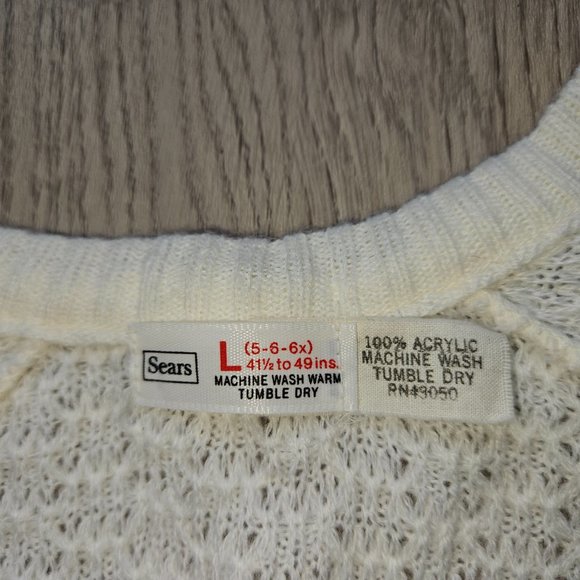 Sears
L (5-6-6x)
41½ to 49 ins.
MACHINE WASH WARM
TUMBLE DRY
100% ACRYLIC
MACHINE WASH
TUMBLE DRY
RN49050